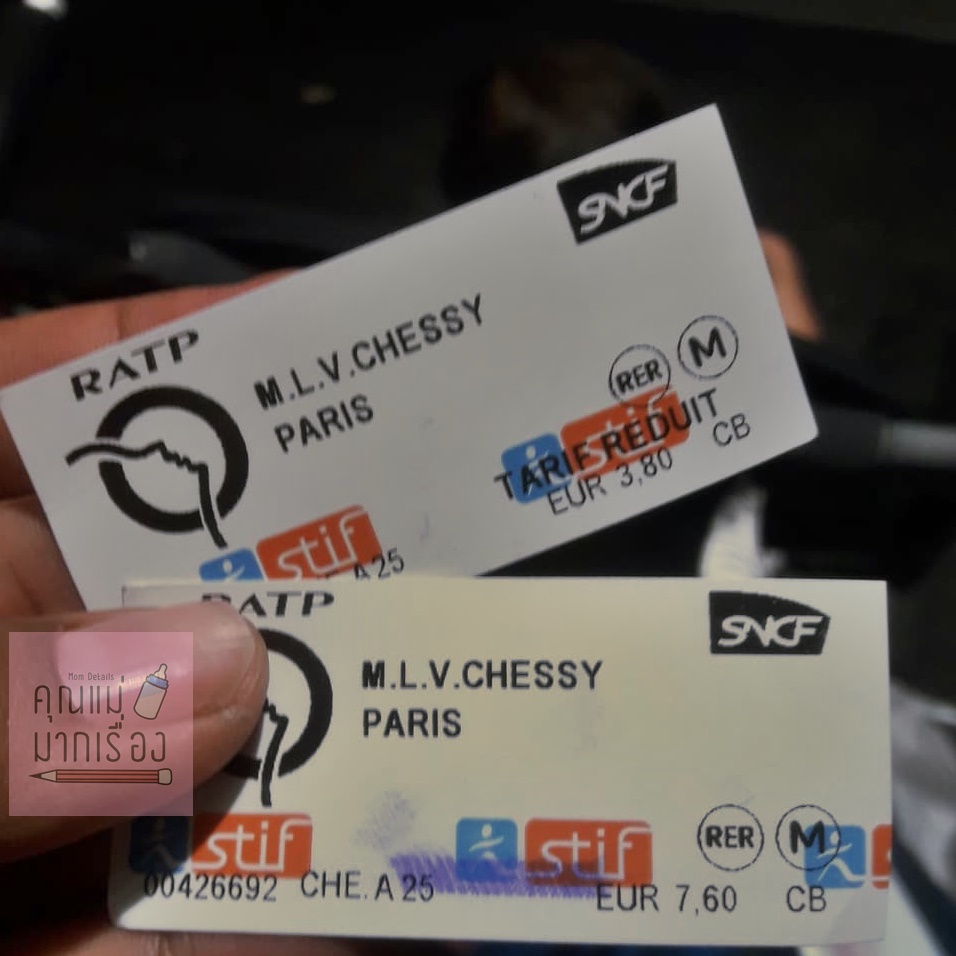 SNCF
RATP
M.L.V.CHESSY
PARIS
RER M
stif
TARIF REDUIT
EUR 3,80 CB
stif
A 25
RATP
SNCF
M.L.V.CHESSY
PARIS
RER M
stif stif
00426692 CHE.A 25 EUR 7,60 CB
Mom Details
คุณแม่
มากเรื่อง